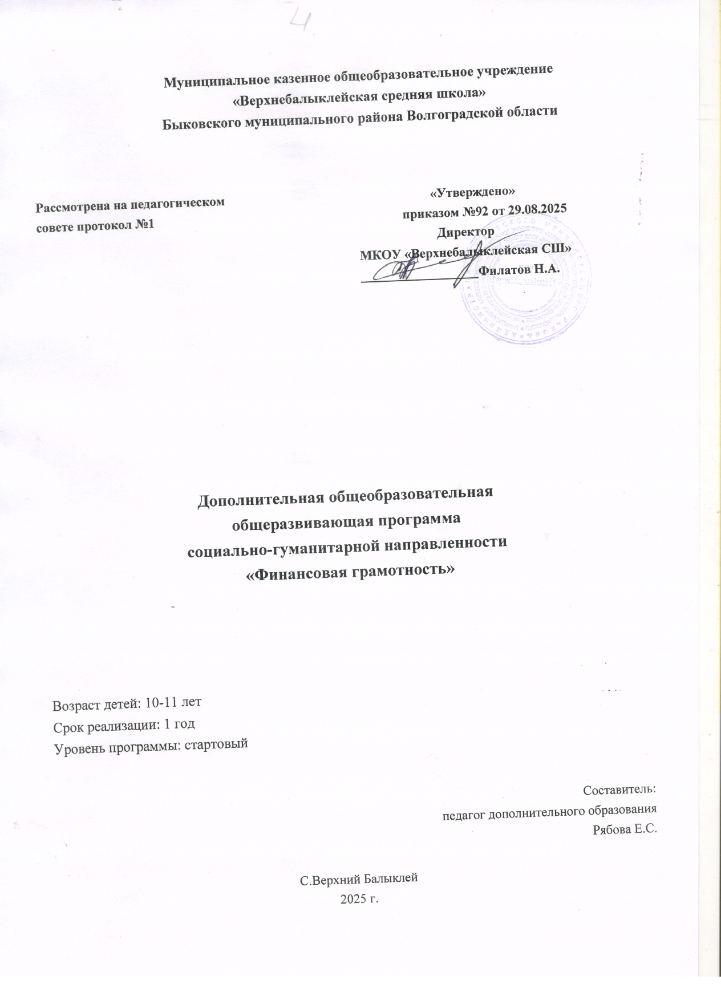 4
Муниципальное казенное общеобразовательное учреждение
«Верхнебалыклейская средняя школа»
Быковского муниципального района Волгоградской области
Рассмотрена на педагогическом
совете протокол №1
«Утверждено»
приказом №92 от 29.08.2025
Директор
МКОУ «Верхнебалыклейская СШ»
Филатов Н.А.
Дополнительная общеобразовательная
общеразвивающая программа
социально-гуманитарной направленности
«Финансовая грамотность»
Возраст детей: 10-11 лет
Срок реализации: 1 год
Уровень программы: стартовый
Составитель:
педагог дополнительного образования
Рябова Е.С.
С.Верхний Балыклей
2025 г.